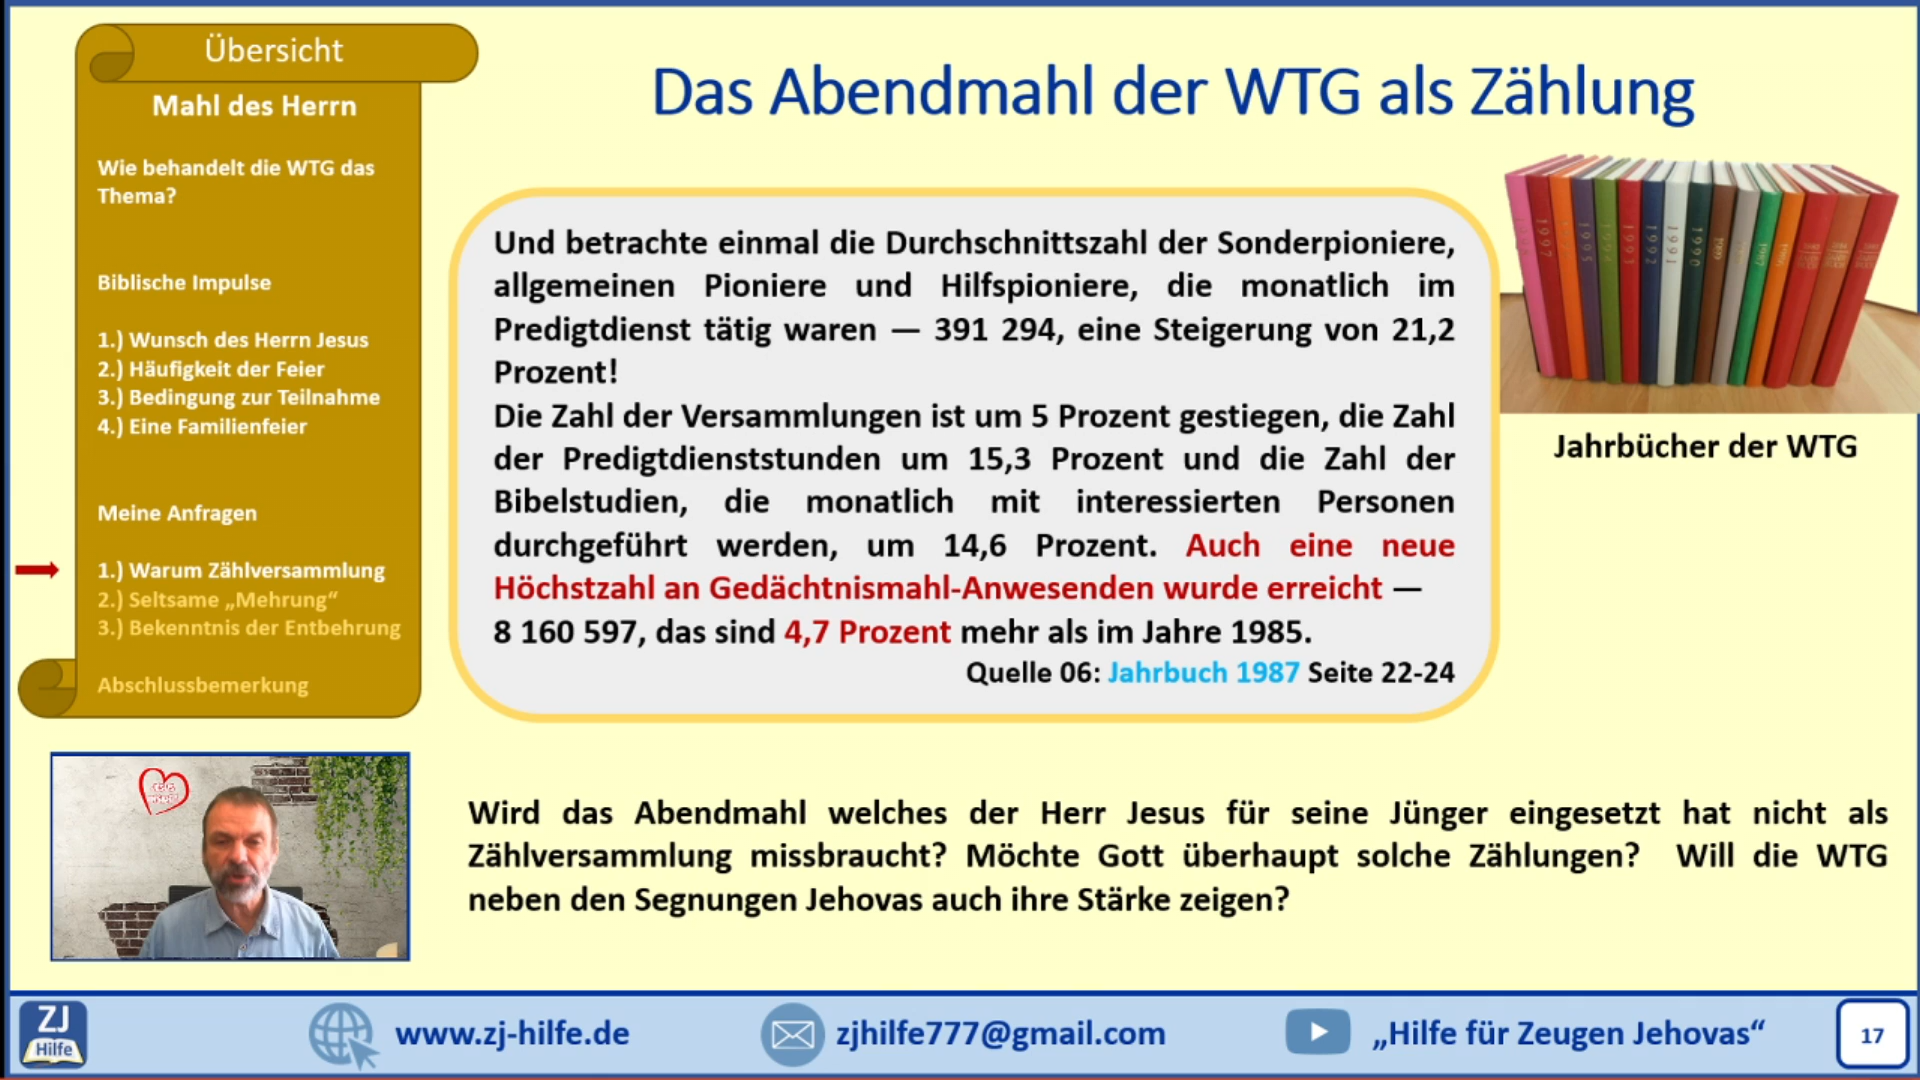 Übersicht
Mahl des Herrn
Wie behandelt die WTG das
Thema?
Biblische Impulse
1.) Wunsch des Herrn Jesus
2.) Häufigkeit der Feier
3.) Bedingung zur Teilnahme
4.) Eine Familienfeier
Meine Anfragen
1.) Warum Zählversammlung
2.) Seltsame „Mehrung“
3.) Bekenntnis der Entbehrung
Abschlussbemerkung
Das Abendmahl der WTG als Zählung
Und betrachte einmal die Durchschnittszahl der Sonderpioniere,
allgemeinen Pioniere und Hilfspioniere, die monatlich im
Predigtdienst tätig waren — 391 294, eine Steigerung von 21,2
Prozent!
Die Zahl der Versammlungen ist um 5 Prozent gestiegen, die Zahl
der Predigtdienststunden um 15,3 Prozent und die Zahl der
Bibelstudien, die monatlich mit interessierten Personen
durchgeführt werden, um 14,6 Prozent. Auch eine neue
Höchstzahl an Gedächtnismahl-Anwesenden wurde erreicht —
8 160 597, das sind 4,7 Prozent mehr als im Jahre 1985.
Quelle 06: Jahrbuch 1987 Seite 22-24
1997
1995
1993
1992
1991
1990
1989
Jahrbücher der WTG
Wird das Abendmahl welches der Herr Jesus für seine Jünger eingesetzt hat nicht als
Zählversammlung missbraucht? Möchte Gott überhaupt solche Zählungen? Will die WTG
neben den Segnungen Jehovas auch ihre Stärke zeigen?
ZJ
Hilfe
www.zj-hilfe.de
zjhilfe777@gmail.com
„Hilfe für Zeugen Jehovas“
17